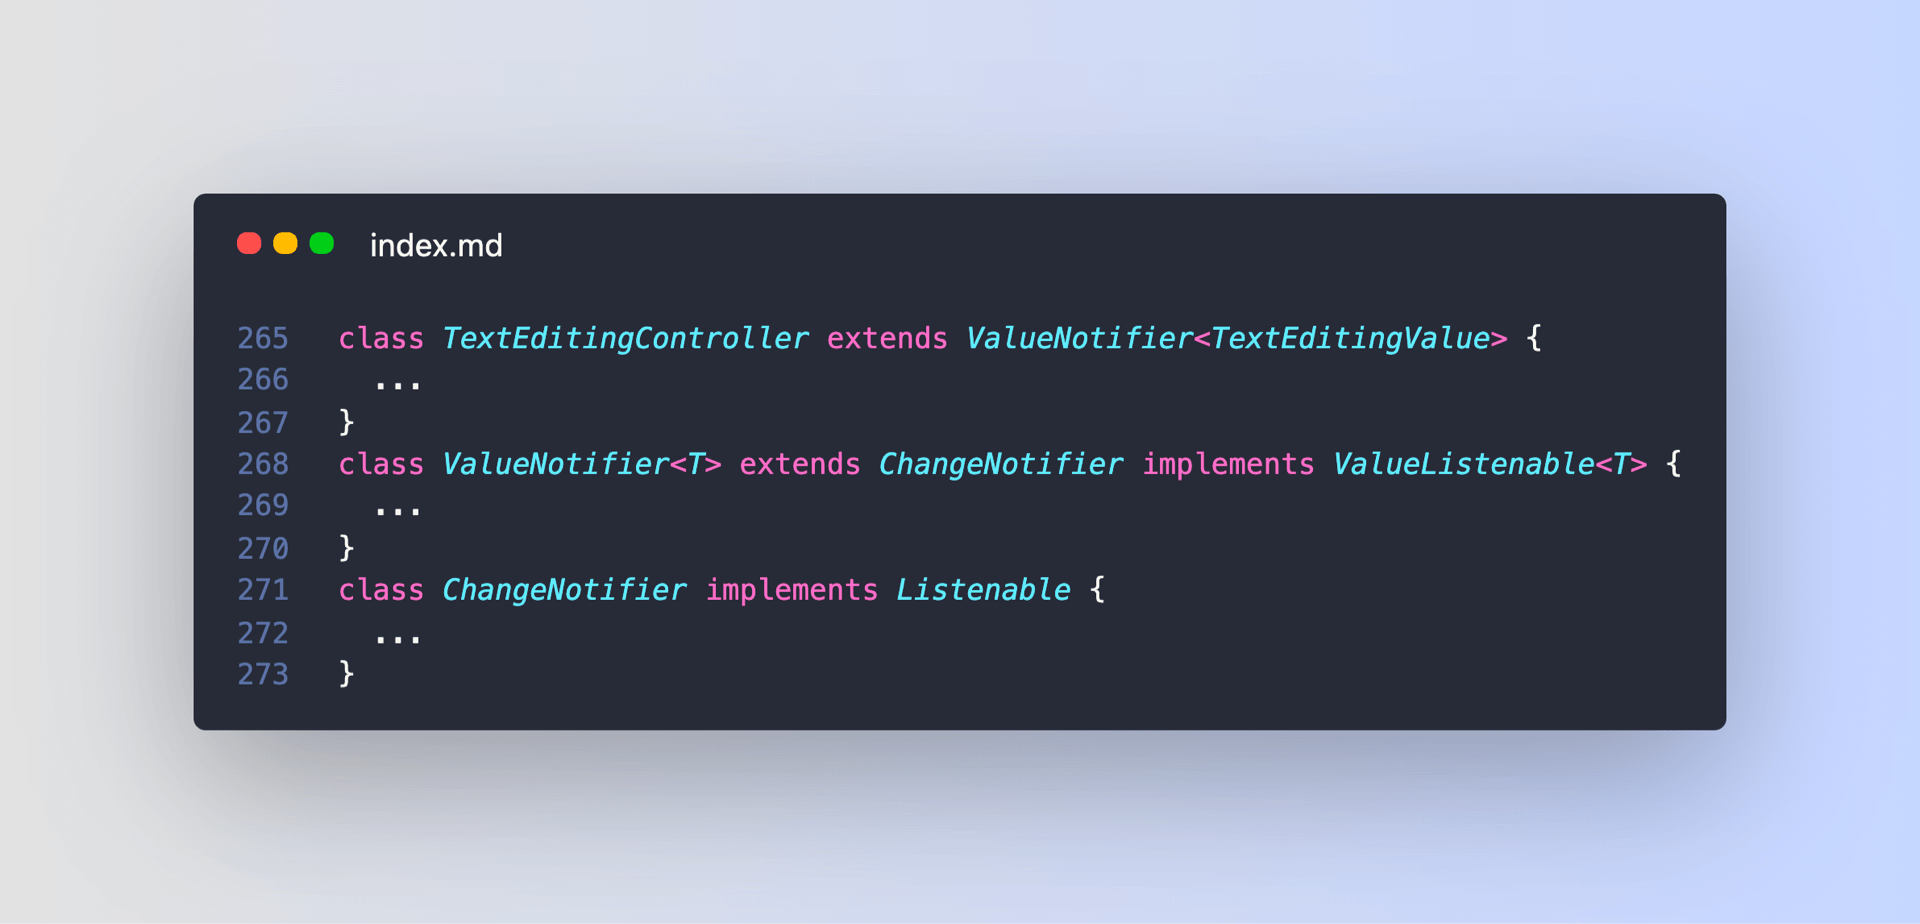 index.md
265 class TextEditingController extends ValueNotifier<TextEditingValue> {
266   ...
267 }
268 class ValueNotifier<T> extends ChangeNotifier implements ValueListenable<T> {
269   ...
270 }
271 class ChangeNotifier implements Listenable {
272   ...
273 }